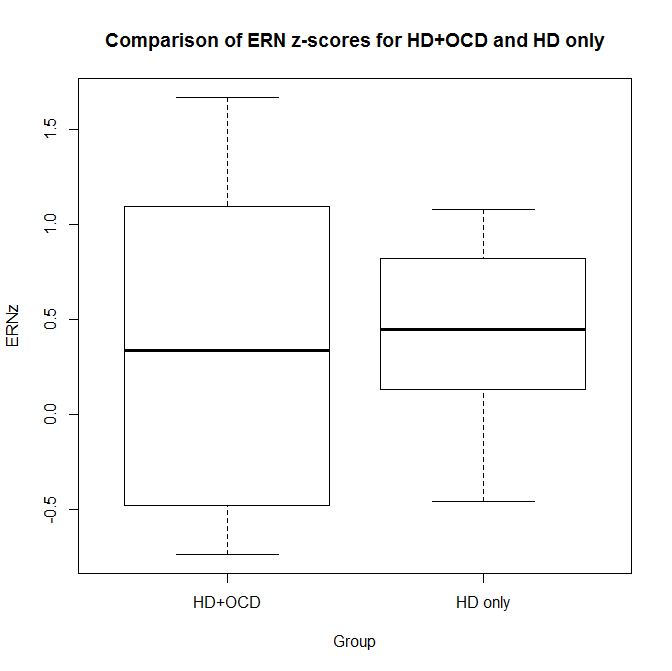 Comparison of ERN z-scores for HD+OCD and HD only
ERNz
1.5
1.0
0.5
0.0
-0.5
HD+OCD HD only
Group